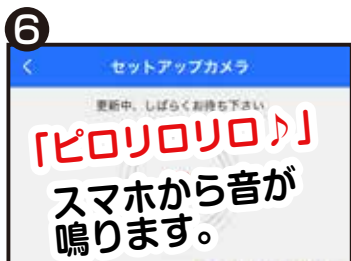 ❻
セットアップカメラ
更新中、しばらくお待ち下さい
「ピロリロリロ♪」
スマホから音が
鳴ります。